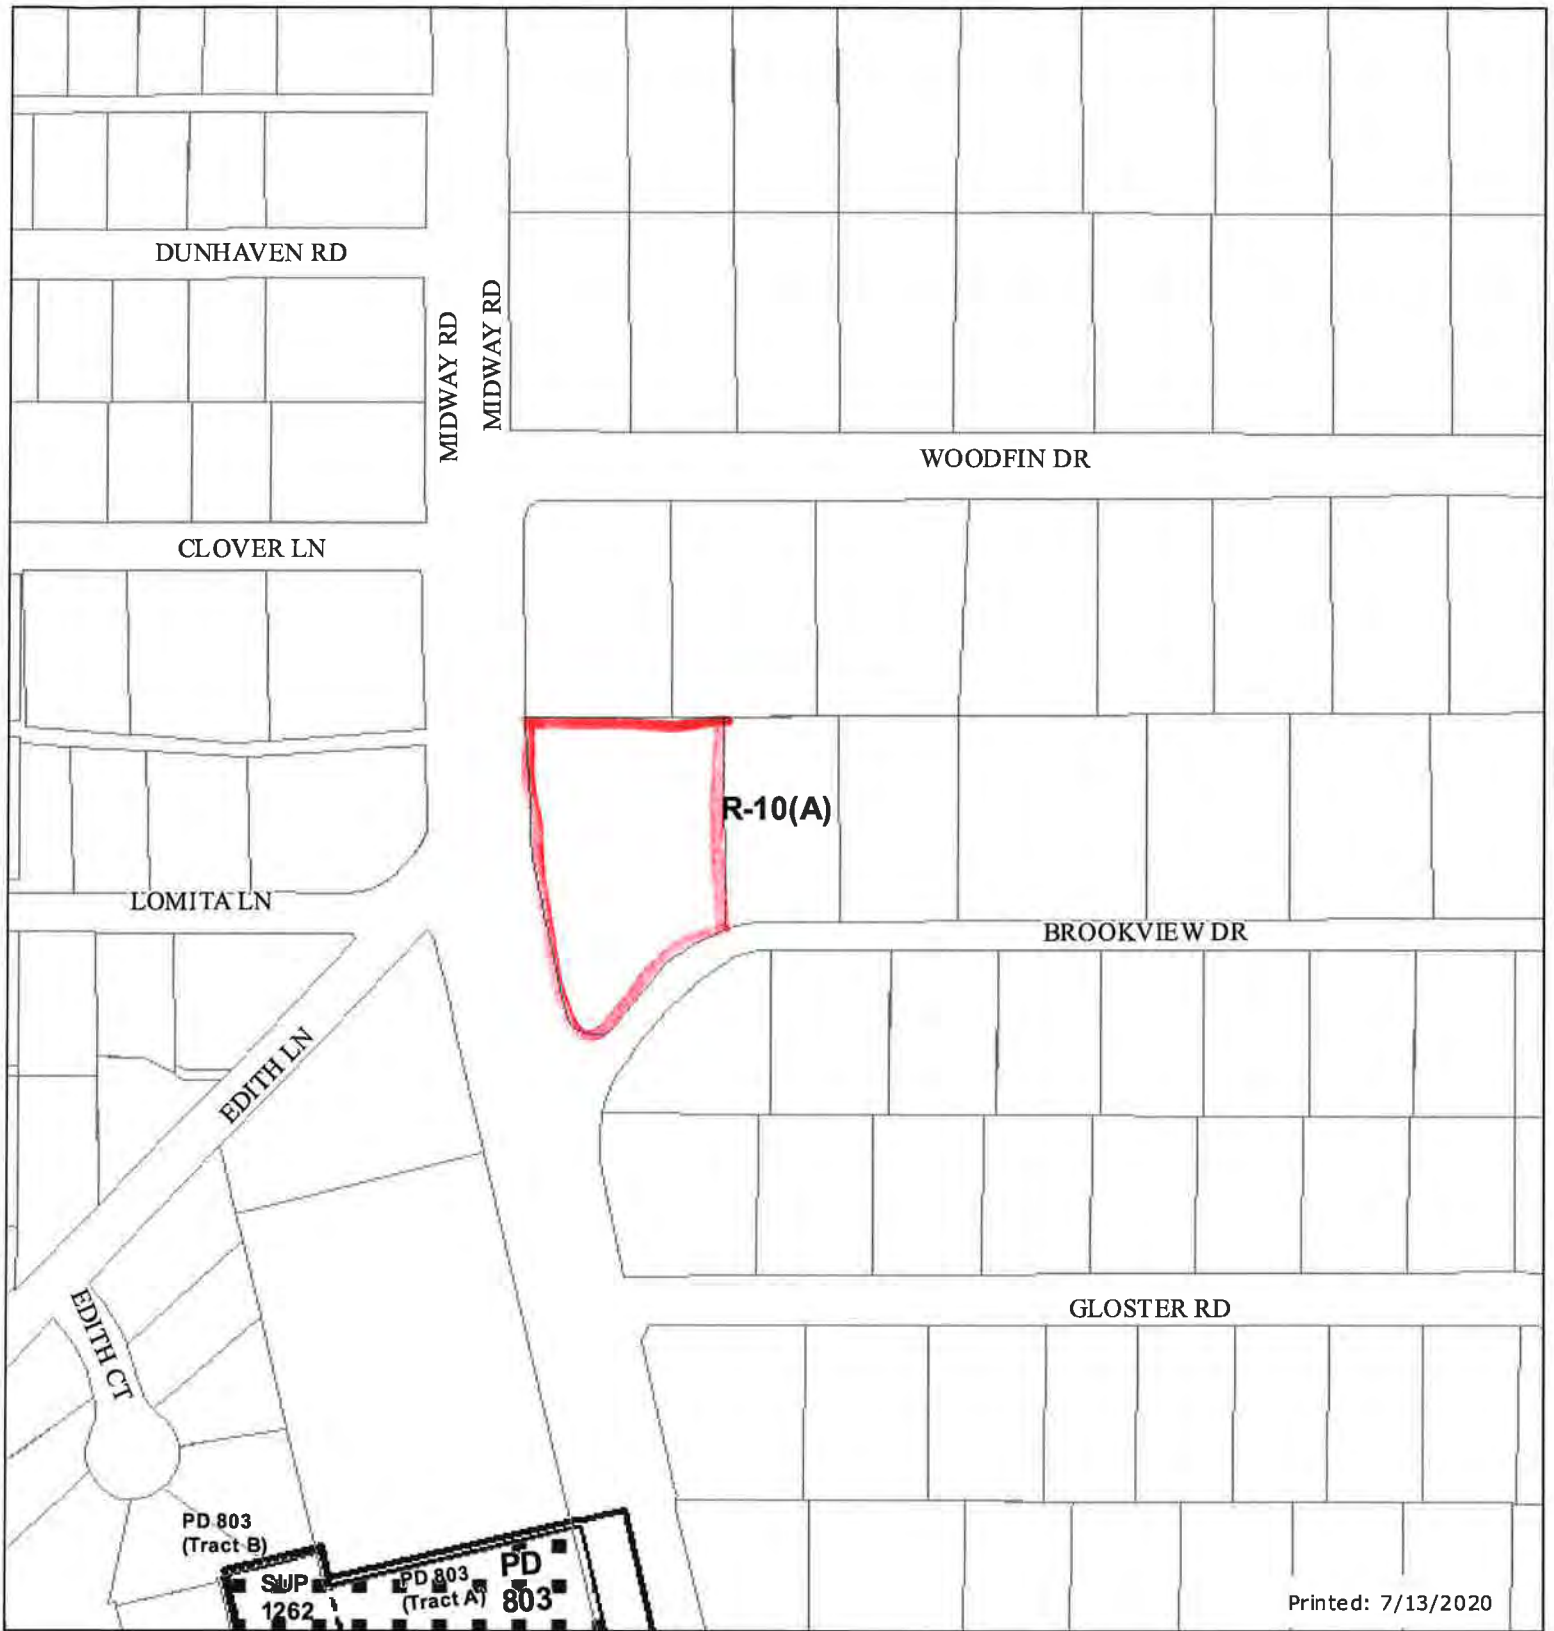 DUNHAVEN RD
MIDWAY RD
MIDWAY RD
WOODFIN DR
CLOVER LN
R-10(A)
LOMITA LN
BROOKVIEW DR
EDITH LN
EDITH CT
GLOSTER RD
PD 803
(Tract B)
SUP
1262
PD 803
(Tract A)
PD
803
Printed: 7/13/2020